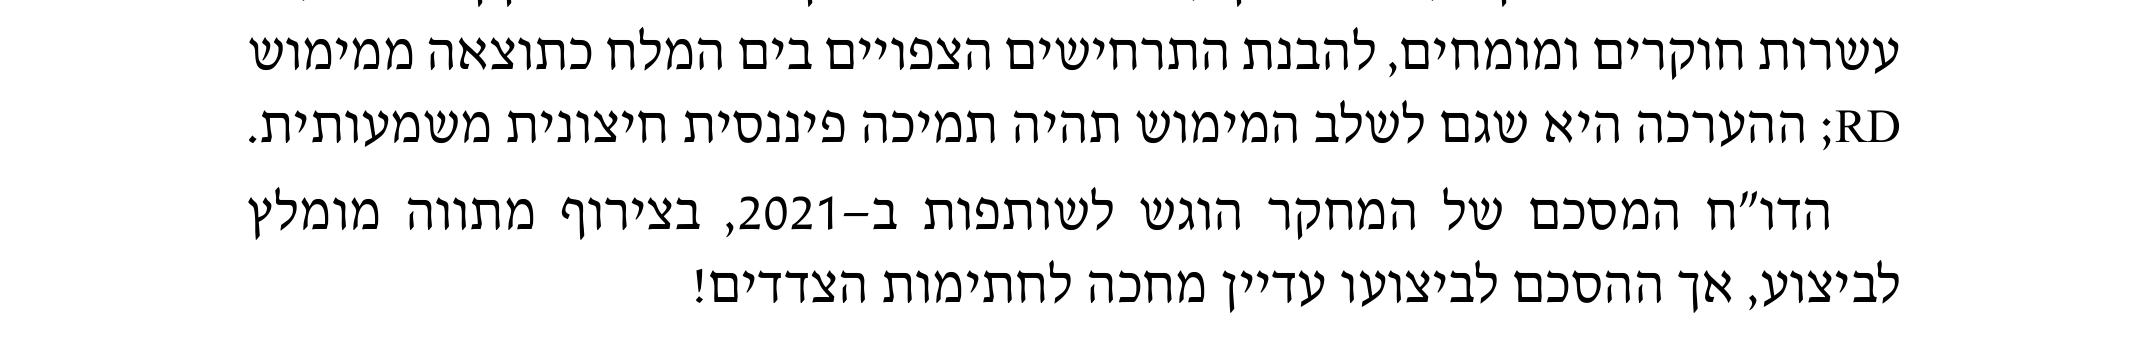 עשרות חוקרים ומומחים, להבנת התרחישים הצפויים בים המלח כתוצאה ממימוש
RD; ההערכה היא שגם לשלב המימוש תהיה תמיכה פיננסית חיצונית משמעותית.
הדו"ח המסכם של המחקר הוגש לשותפות ב–2021, בצירוף מתווה מומלץ
לביצוע, אך ההסכם לביצועו עדיין מחכה לחתימות הצדדים!